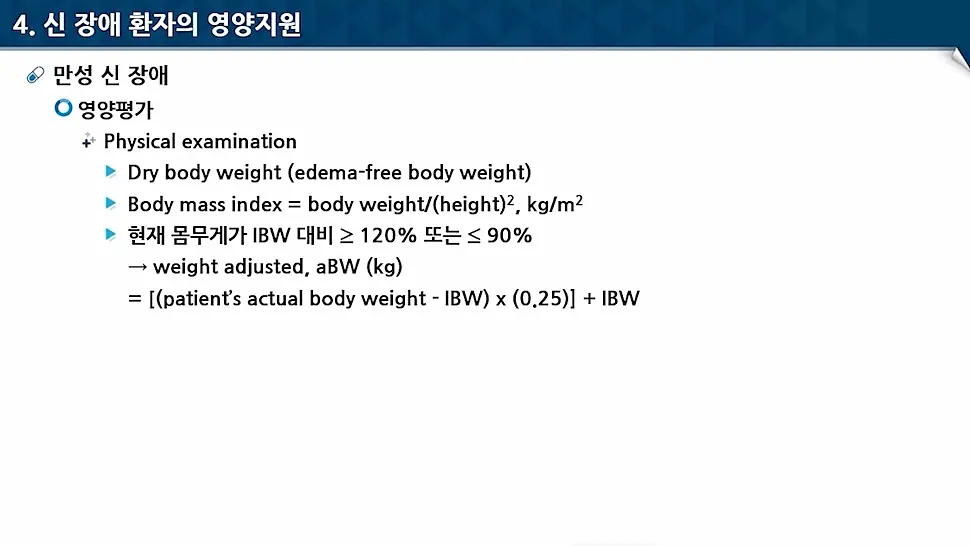 4. 신 장애 환자의 영양지원
만성 신 장애
영양평가
Physical examination
Dry body weight (edema-free body weight)
Body mass index = body weight/(height)², kg/m²
현재 몸무게가 IBW 대비 ≥ 120% 또는 ≤ 90%
→ weight adjusted, aBW (kg)
= [(patient's actual body weight - IBW) x (0.25)] + IBW